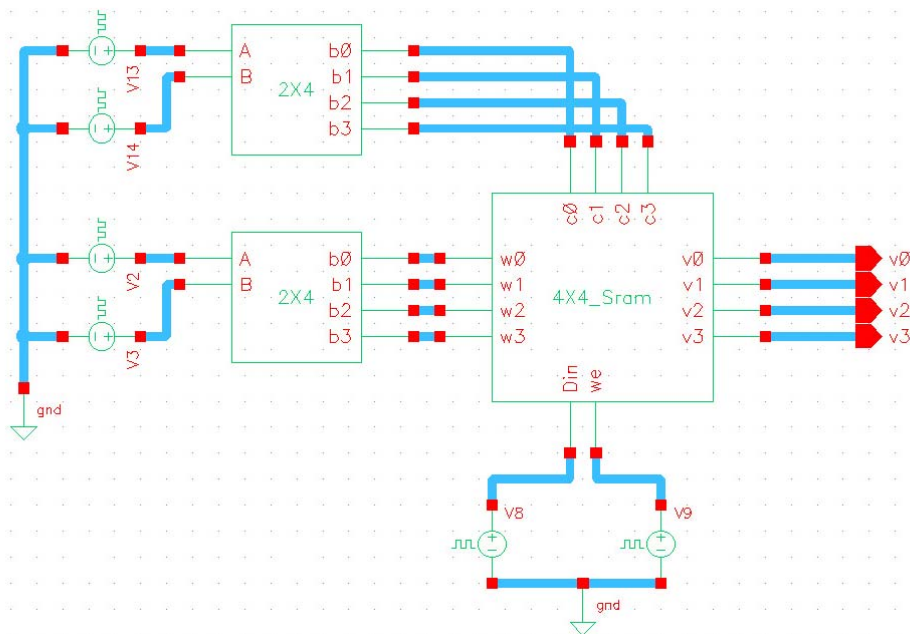 V13
A
B
2X4
b0
b1
b2
b3
V14
c0
c1
c2
c3
V2
A
B
2X4
b0
b1
b2
b3
V3
w0
w1
w2
w3
4X4_Sram
v0
v1
v2
v3
v0
v1
v2
v3
Din
we
gnd
V8
V9
gnd